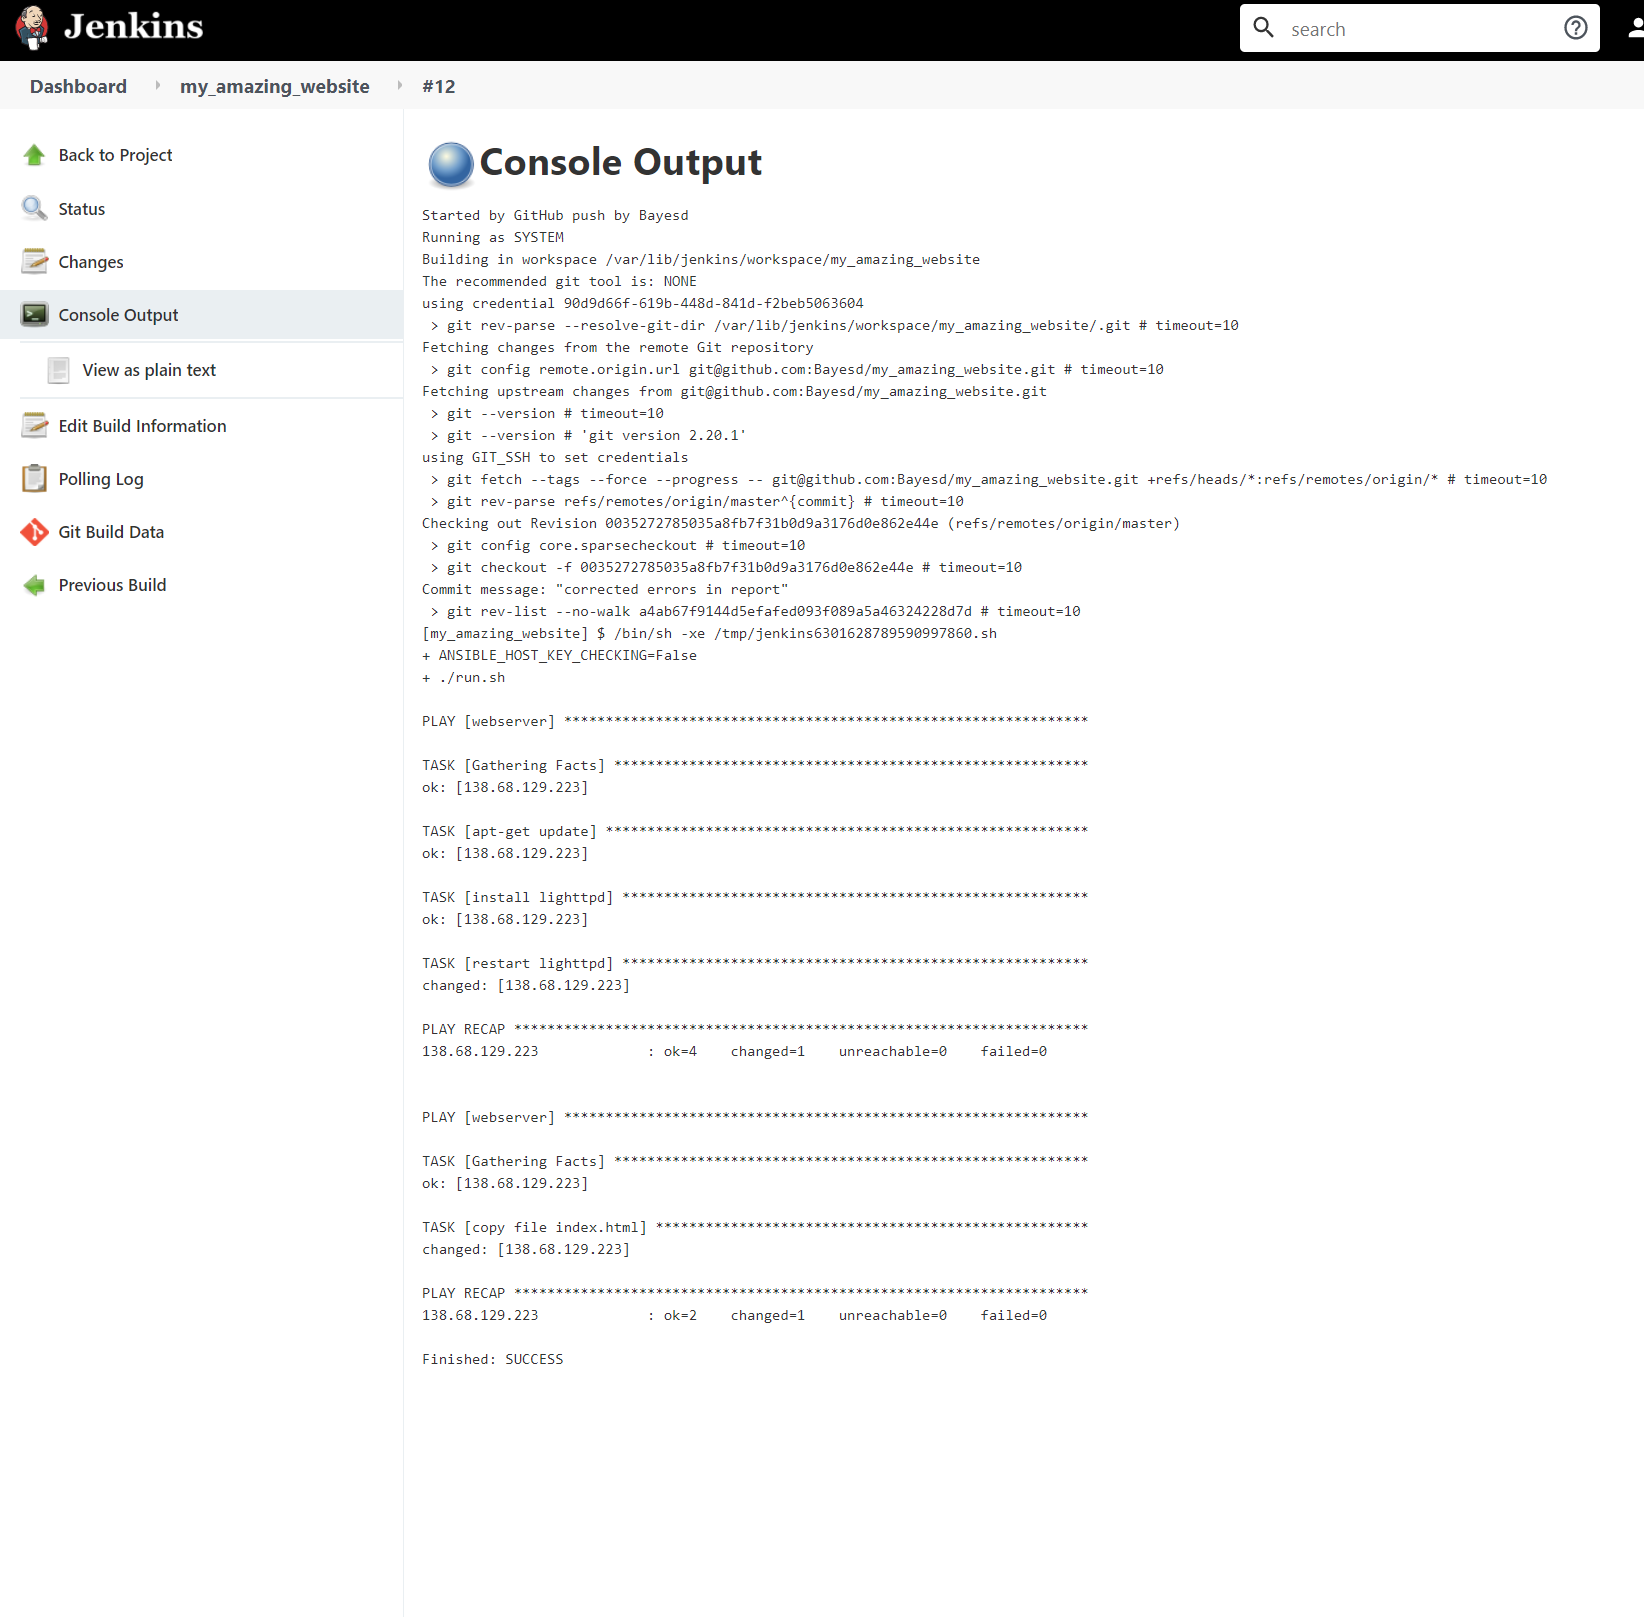 Jenkins
search
Dashboard
my_amazing_website
#12
Back to Project
Status
Changes
Console Output
View as plain text
Edit Build Information
Polling Log
Git Build Data
Previous Build
Console Output
Started by GitHub push by Bayesd
Running as SYSTEM
Building in workspace /var/lib/jenkins/workspace/my_amazing_website
The recommended git tool is: NONE
using credential 90d9d66f-619b-448d-841d-f2beb5063604
 > git rev-parse --resolve-git-dir /var/lib/jenkins/workspace/my_amazing_website/.git # timeout=10
Fetching changes from the remote Git repository
 > git config remote.origin.url git@github.com:Bayesd/my_amazing_website.git # timeout=10
Fetching upstream changes from git@github.com:Bayesd/my_amazing_website.git
 > git --version # timeout=10
 > git --version # 'git version 2.20.1'
using GIT_SSH to set credentials
 > git fetch --tags --force --progress -- git@github.com:Bayesd/my_amazing_website.git +refs/heads/*:refs/remotes/origin/* # timeout=10
 > git rev-parse refs/remotes/origin/master^{commit} # timeout=10
Checking out Revision 0035272785035a8fb7f31b0d9a3176d0e862e44e (refs/remotes/origin/master)
 > git config core.sparsecheckout # timeout=10
 > git checkout -f 0035272785035a8fb7f31b0d9a3176d0e862e44e # timeout=10
Commit message: "corrected errors in report"
 > git rev-list --no-walk a4ab67f9144d5efafed093f089a5a46324228d7d # timeout=10
[my_amazing_website] $ /bin/sh -xe /tmp/jenkins6301628789590997860.sh
+ ANSIBLE_HOST_KEY_CHECKING=False
+ ./run.sh
PLAY [webserver] ***************************************************************
TASK [Gathering Facts] *********************************************************
ok: [138.68.129.223]
TASK [apt-get update] **********************************************************
ok: [138.68.129.223]
TASK [install lighttpd] ********************************************************
ok: [138.68.129.223]
TASK [restart lighttpd] ********************************************************
changed: [138.68.129.223]
PLAY RECAP *********************************************************************
138.68.129.223             : ok=4    changed=1    unreachable=0    failed=0
PLAY [webserver] ***************************************************************
TASK [Gathering Facts] *********************************************************
ok: [138.68.129.223]
TASK [copy file index.html] ****************************************************
changed: [138.68.129.223]
PLAY RECAP *********************************************************************
138.68.129.223             : ok=2    changed=1    unreachable=0    failed=0
Finished: SUCCESS